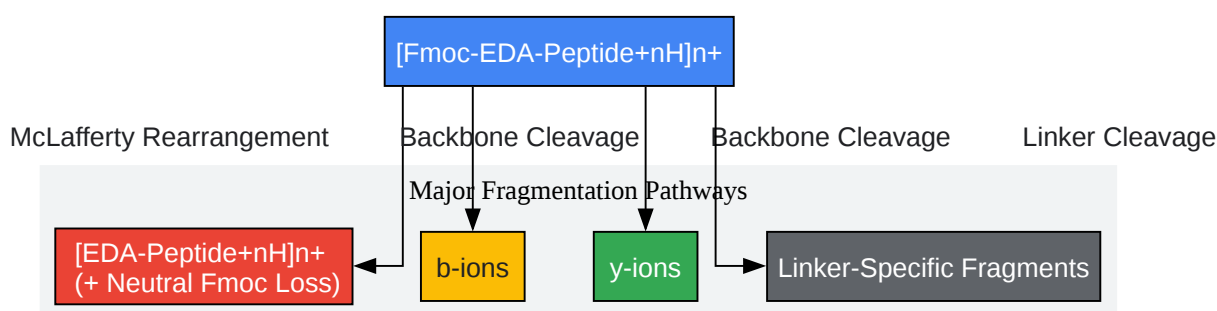 [Fmoc-EDA-Peptide+nH]n+
McLafferty Rearrangement
Backbone Cleavage
Backbone Cleavage
Linker Cleavage
Major Fragmentation Pathways
[EDA-Peptide+nH]n+
(+ Neutral Fmoc Loss)
b-ions
y-ions
Linker-Specific Fragments